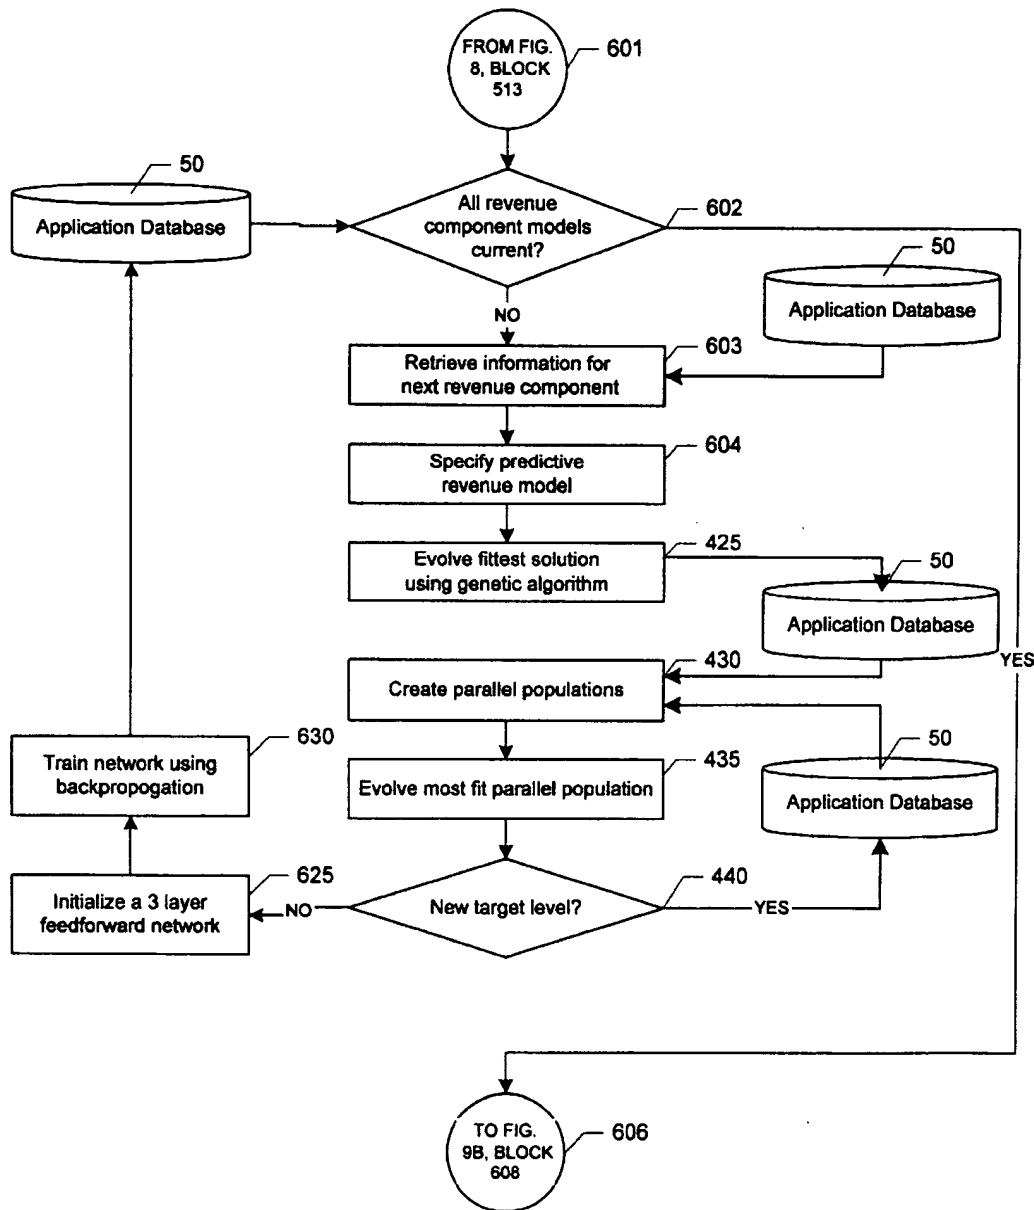 FROM FIG.
8, BLOCK
513
601
50
Application Database
All revenue
component models
current?
602
50
Application Database
NO
603
Retrieve information for
next revenue component
604
Specify predictive
revenue model
425
Evolve fittest solution
using genetic algorithm
50
Application Database
YES
430
Create parallel populations
630
Train network using
backpropogation
435
Evolve most fit parallel population
50
Application Database
625
Initialize a 3 layer
feedforward network
NO
New target level?
440
YES
TO FIG.
9B, BLOCK
608
606